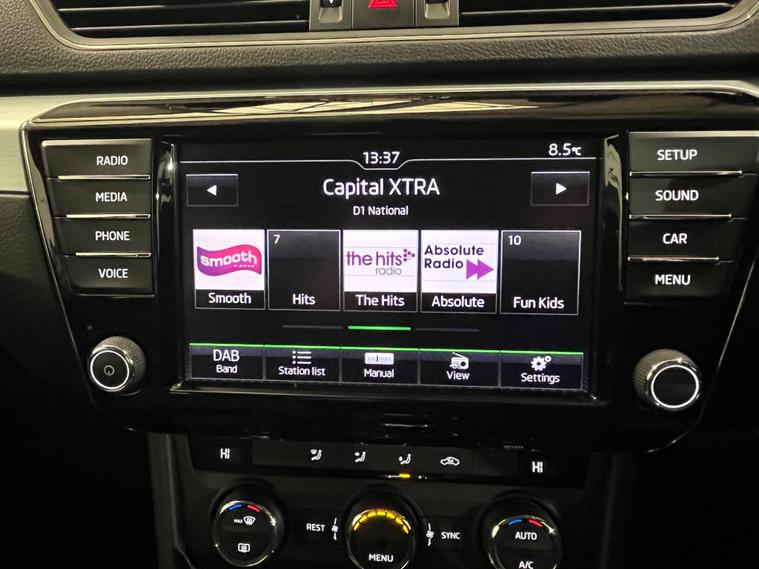 13:37
8.5°C
RADIO
MEDIA
PHONE
VOICE
Capital XTRA
D1 National
smooth
Smooth
7
Hits
the hits
radio
The Hits
Absolute
Radio
Absolute
10
Fun Kids
DAB
Band
Station list
Manual
View
Settings
SETUP
SOUND
CAR
MENU
HI
HI
MAX
REST
MENU
SYNC
AUTO
A/C